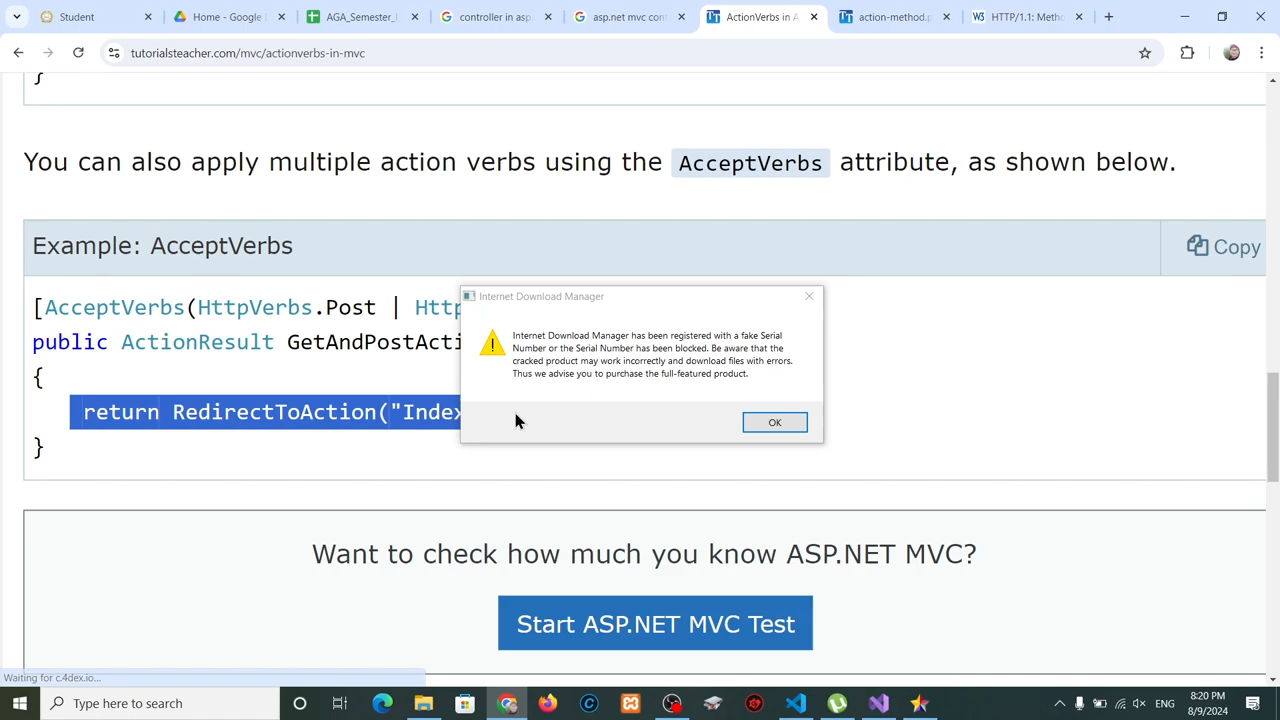 Student
Home - Google
AGA_Semester_
controller in asp
asp.net mvc con
ActionVerbs in A
action-method.p
HTTP/1.1: Metho
tutorialsteacher.com/mvc/actionverbs-in-mvc
}
You can also apply multiple action verbs using the AcceptVerbs attribute, as shown below.
Example: AcceptVerbs
Copy
[AcceptVerbs(HttpVerbs.Post | Http
public ActionResult GetAndPostActi
{
return RedirectToAction("Index
}
Internet Download Manager
Internet Download Manager has been registered with a fake Serial
Number or the Serial Number has been blocked. Be aware that the
cracked product may work incorrectly and download files with errors.
Thus we advise you to purchase the full-featured product.
OK
Want to check how much you know ASP.NET MVC?
Start ASP.NET MVC Test
Waiting for c.4dex.io...
Type here to search
ENG
8:20 PM
8/9/2024